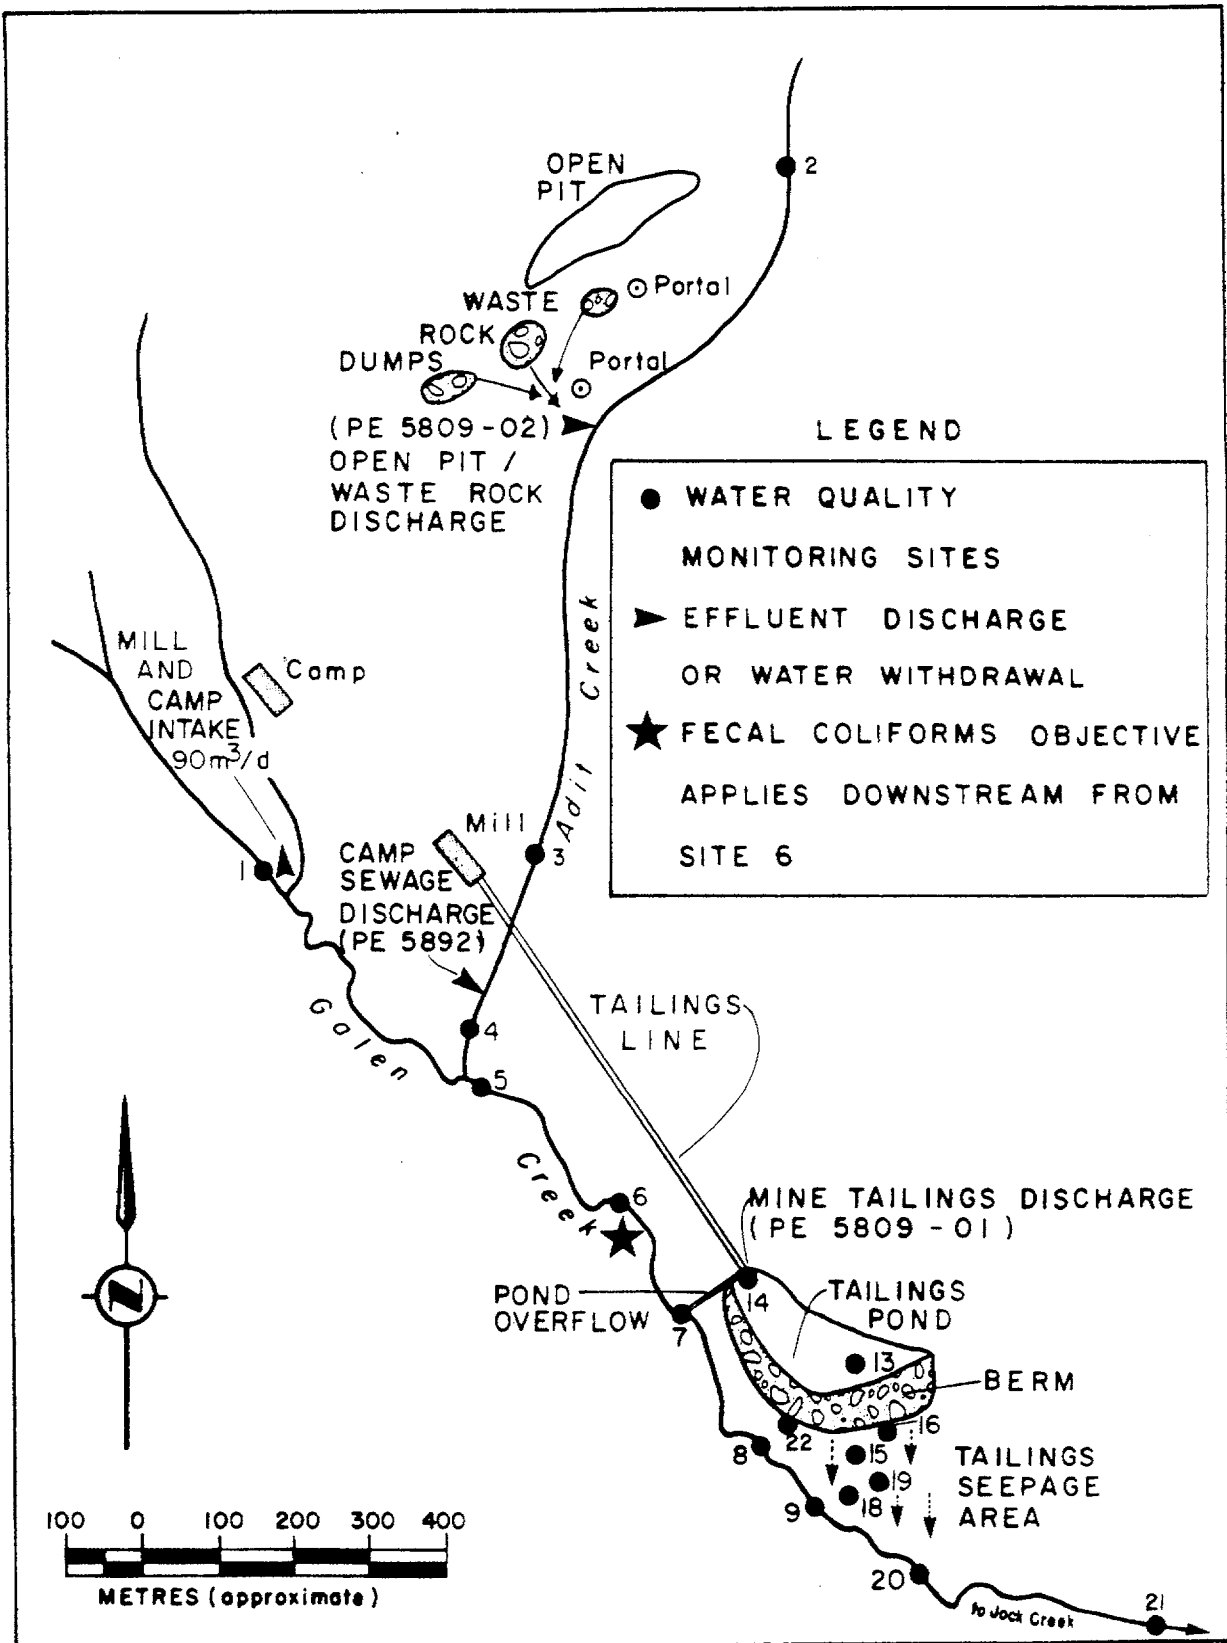 2
OPEN
PIT
Portal
WASTE
ROCK
DUMPS
Portal
(PE 5809-02)
OPEN PIT /
WASTE ROCK
DISCHARGE
LEGEND
WATER QUALITY
MONITORING SITES
EFFLUENT DISCHARGE
OR WATER WITHDRAWAL
FECAL COLIFORMS OBJECTIVE
APPLIES DOWNSTREAM FROM
SITE 6
Adit Creek
MILL
AND
CAMP
INTAKE
90m³/d
Camp
Mill
3
1
CAMP
SEWAGE
DISCHARGE
(PE 5892)
4
5
Galen
Creek
TAILINGS
LINE
6
MINE TAILINGS DISCHARGE
(PE 5809-01)
14
TAILINGS
POND
POND
OVERFLOW
7
13
BERM
16
22
15
8
19
18
9
TAILINGS
SEEPAGE
AREA
20
21
to Jock Creek
N
100 0 100 200 300 400
METRES (approximate)